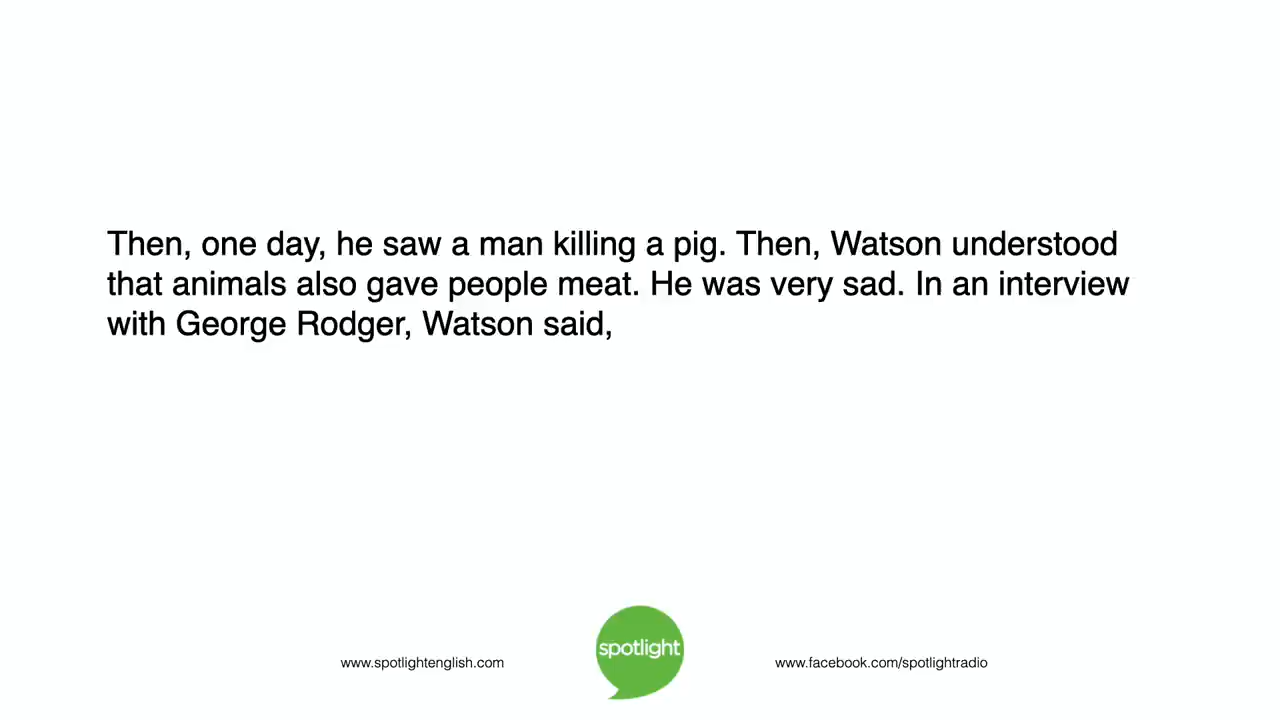 Then, one day, he saw a man killing a pig. Then, Watson understood
that animals also gave people meat. He was very sad. In an interview
with George Rodger, Watson said,
spotlight
www.spotlightenglish.com
www.facebook.com/spotlightradio